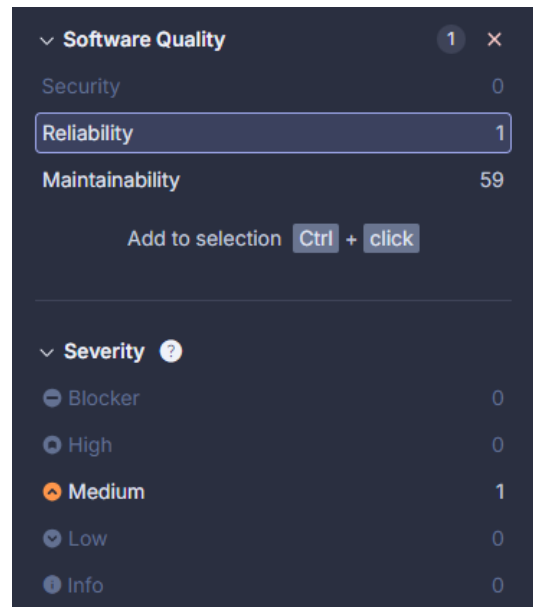 Software Quality 1
Security 0
Reliability 1
Maintainability 59
Add to selection Ctrl + click
Severity ?
Blocker 0
High 0
Medium 1
Low 0
Info 0